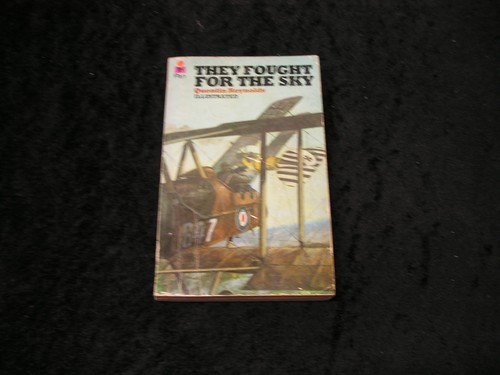 THEY FOUGHT
FOR THE SKY
Quentin Reynolds
ILLUSTRATED